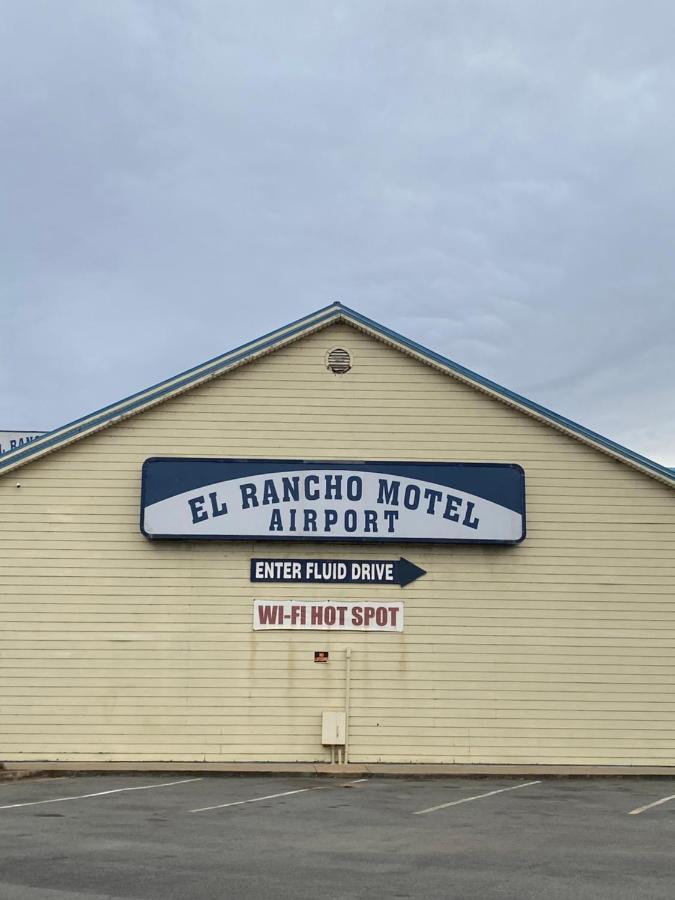 EL RANCHO MOTEL
AIRPORT
ENTER FLUID DRIVE
WI-FI HOT SPOT